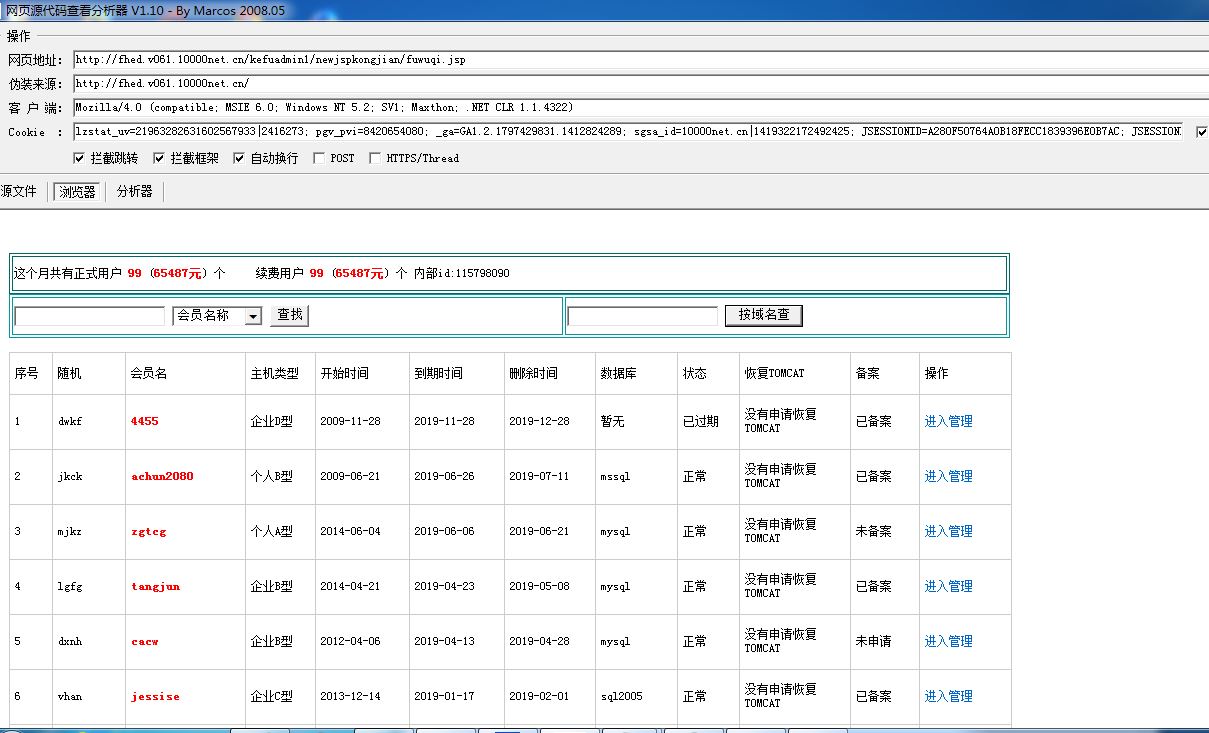 网页源代码查看分析器 V1.10 - By Marcos 2008.05
操作
网页地址: http://fhed.v061.10000net.cn/kefuadmin1/newjspkongjian/fuwuqi.jsp
伪装来源: http://fhed.v061.10000net.cn/
客 户 端: Mozilla/4.0 (compatible; MSIE 6.0; Windows NT 5.2; SV1; Maxthon; .NET CLR 1.1.4322)
Cookie : lzstat_uv=21963282631602567933|2416273; pgv_pvi=8420654080; _ga=GA1.2.1797429831.1412824289; sgsa_id=10000net.cn|1419322172492425; JSESSIONID=A280F50764A0B18FECC1839396E0B7AC; JSESSION
拦截跳转 拦截框架 自动换行 POST HTTPS/Thread
源文件 浏览器 分析器
这个月共有正式用户 99 (65487元) 个 续费用户 99 (65487元) 个 内部id:115798090
会员名称 查找 按域名查
序号 随机 会员名 主机类型 开始时间 到期时间 删除时间 数据库 状态 恢复TOMCAT 备案 操作
1 dwkf 4455 企业D型 2009-11-28 2019-11-28 2019-12-28 暂无 已过期 没有申请恢复TOMCAT 已备案 进入管理
2 jkck achun2080 个人B型 2009-06-21 2019-06-26 2019-07-11 mssql 正常 没有申请恢复TOMCAT 已备案 进入管理
3 mjkz zgtcg 个人A型 2014-06-04 2019-06-06 2019-06-21 mysql 正常 没有申请恢复TOMCAT 未备案 进入管理
4 lgfg tangjun 企业B型 2014-04-21 2019-04-23 2019-05-08 mysql 正常 没有申请恢复TOMCAT 已备案 进入管理
5 dxnh cacw 企业B型 2012-04-06 2019-04-13 2019-04-28 mysql 正常 没有申请恢复TOMCAT 未申请 进入管理
6 vhan jessise 企业C型 2013-12-14 2019-01-17 2019-02-01 sql2005 正常 没有申请恢复TOMCAT 已备案 进入管理